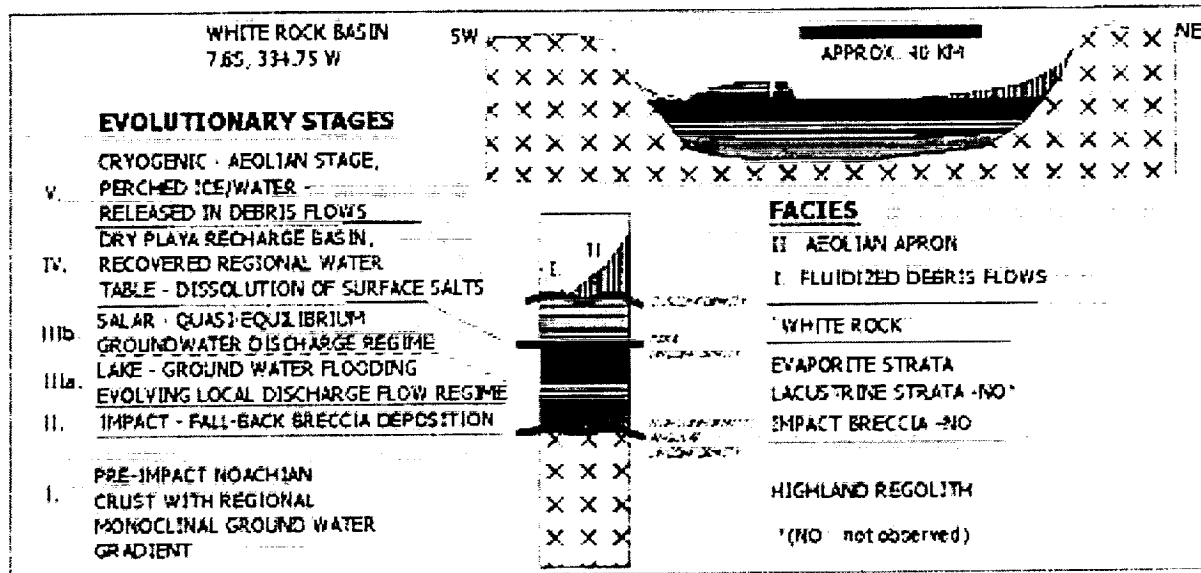 WHITE ROCK BASIN
7.6S, 334.75 W
SW
NE
APPROX. 40 KM
EVOLUTIONARY STAGES
V. CRYOGENIC - AEOLIAN STAGE,
PERCHED ICE/WATER -
RELEASED IN DEBRIS FLOWS
IV. DRY PLAYA RECHARGE BASIN,
RECOVERED REGIONAL WATER
TABLE - DISSOLUTION OF SURFACE SALTS
IIIb. SALAR - QUASI-EQUILIBRIUM
GROUNDWATER DISCHARGE REGIME
IIIa. LAKE - GROUND WATER FLOODING
EVOLVING LOCAL DISCHARGE FLOW REGIME
II. IMPACT - FALL-BACK BRECCIA DEPOSITION
I. PRE-IMPACT NOACHIAN
CRUST WITH REGIONAL
MONOCLINAL GROUND WATER
GRADIENT
I.
II
FACIES
II AEOLIAN APRON
I. FLUIDIZED DEBRIS FLOWS
"WHITE ROCK"
EVAPORITE STRATA
LACUSTRINE STRATA -NO*
IMPACT BRECCIA -NO
HIGHLAND REGOLITH
*(NO not observed)